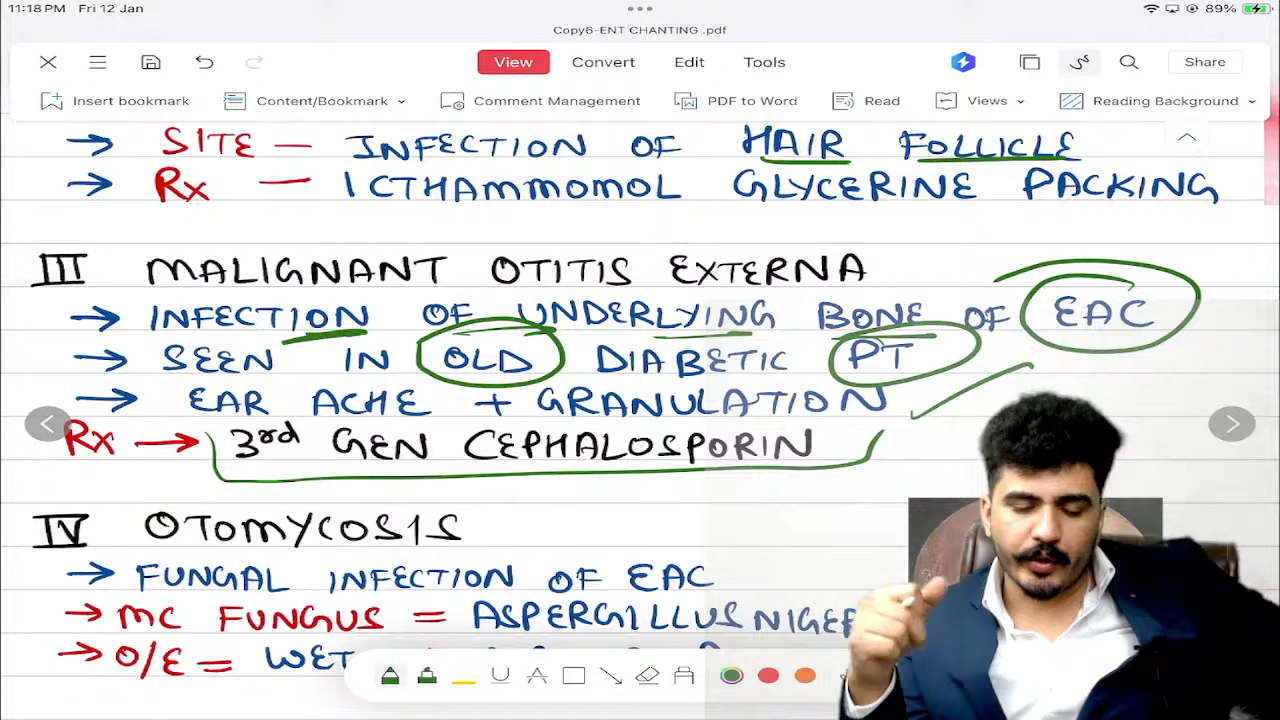 11:18 PM Fri 12 Jan 89%
Copy6-ENT CHANTING .pdf
View Convert Edit Tools Share
Insert bookmark Content/Bookmark Comment Management PDF to Word Read Views Reading Background
→ SITE — INFECTION OF HAIR FOLLICLE
→ Rx — ICTHAMMOMOL GLYCERINE PACKING
III MALIGNANT OTITIS EXTERNA
→ INFECTION OF UNDERLYING BONE OF EAC
→ SEEN IN OLD DIABETIC PT
→ EAR ACHE + GRANULATION
Rx → 3rd GEN CEPHALOSPORIN
IV OTOMYCOSIS
→ FUNGAL INFECTION OF EAC
→ MC FUNGUS = ASPERGILLUS NIGE
→ O/E = WET